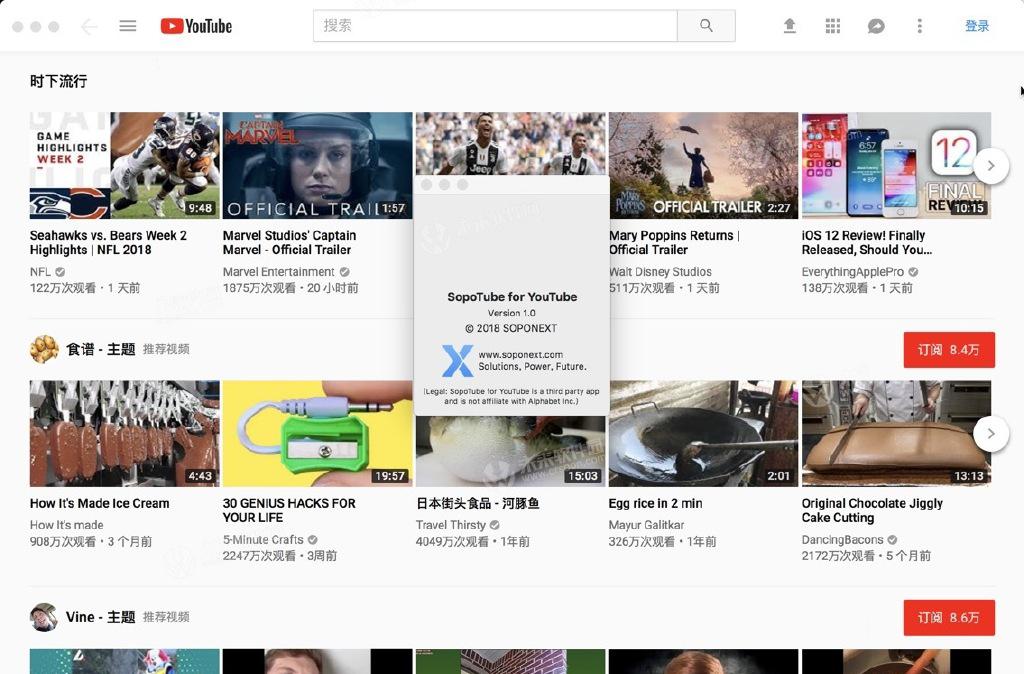 YouTube
搜索
登录
时下流行
GAME
HIGHLIGHTS
WEEK 2
9:48
CAPTAIN
MARVEL
OFFICIAL TRAIL
1:57
Jeep
Jeep
MARY
POPPINS
RETURNS
OFFICIAL TRAILER
2:27
6:57
12
FINAL
REVIEW
10:15
Seahawks vs. Bears Week 2
Highlights | NFL 2018
NFL
122万次观看・1 天前
Marvel Studios' Captain
Marvel - Official Trailer
Marvel Entertainment
1875万次观看・20 小时前
Mary Poppins Returns |
Official Trailer
Walt Disney Studios
511万次观看・1 天前
iOS 12 Review! Finally
Released, Should You...
EverythingApplePro
138万次观看・1 天前
SopoTube for YouTube
Version 1.0
© 2018 SOPONEXT
www.soponext.com
Solutions, Power, Future.
(Legal: SopoTube for YouTube is a third party app
and is not affiliate with Alphabet Inc.)
食谱 - 主题 推荐视频
订阅 8.4万
4:43
19:57
15:03
2:01
13:13
How It's Made Ice Cream
How It's made
908万次观看・3 个月前
30 GENIUS HACKS FOR
YOUR LIFE
5-Minute Crafts
2247万次观看・3周前
日本街头食品 - 河豚鱼
Travel Thirsty
4049万次观看・1年前
Egg rice in 2 min
Mayur Galitkar
326万次观看・1年前
Original Chocolate Jiggly
Cake Cutting
DancingBacons
2172万次观看・5 个月前
Vine - 主题 推荐视频
订阅 8.6万